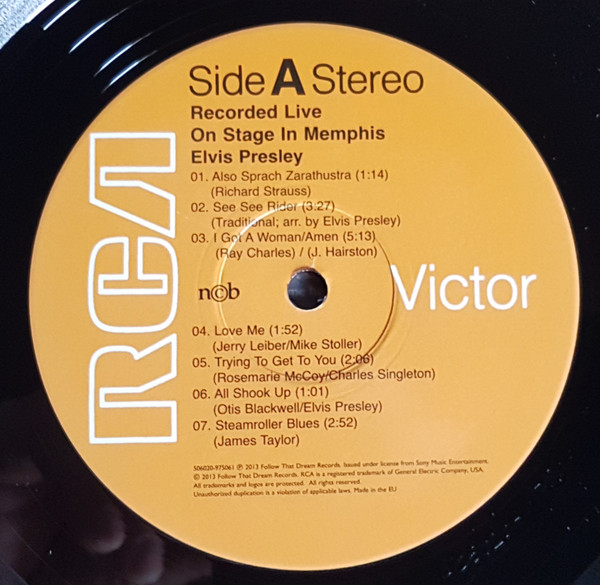 Side A Stereo
Recorded Live
On Stage In Memphis
Elvis Presley
01. Also Sprach Zarathustra (1:14)
(Richard Strauss)
02. See See Rider (3:27)
(Traditional; arr. by Elvis Presley)
03. I Got A Woman/Amen (5:13)
(Ray Charles) / (J. Hairston)
RCA
n©b
Victor
04. Love Me (1:52)
(Jerry Leiber/Mike Stoller)
05. Trying To Get To You (2:06)
(Rosemarie McCoy/Charles Singleton)
06. All Shook Up (1:01)
(Otis Blackwell/Elvis Presley)
07. Steamroller Blues (2:52)
(James Taylor)
506020-975061 ℗ 2013 Follow That Dream Records. Issued under license from Sony Music Entertainment.
© 2013 Follow That Dream Records. RCA is a registered trademark of General Electric Company, USA.
All trademarks and logos are protected. All rights reserved.
Unauthorized duplication is a violation of applicable laws. Made in the EU